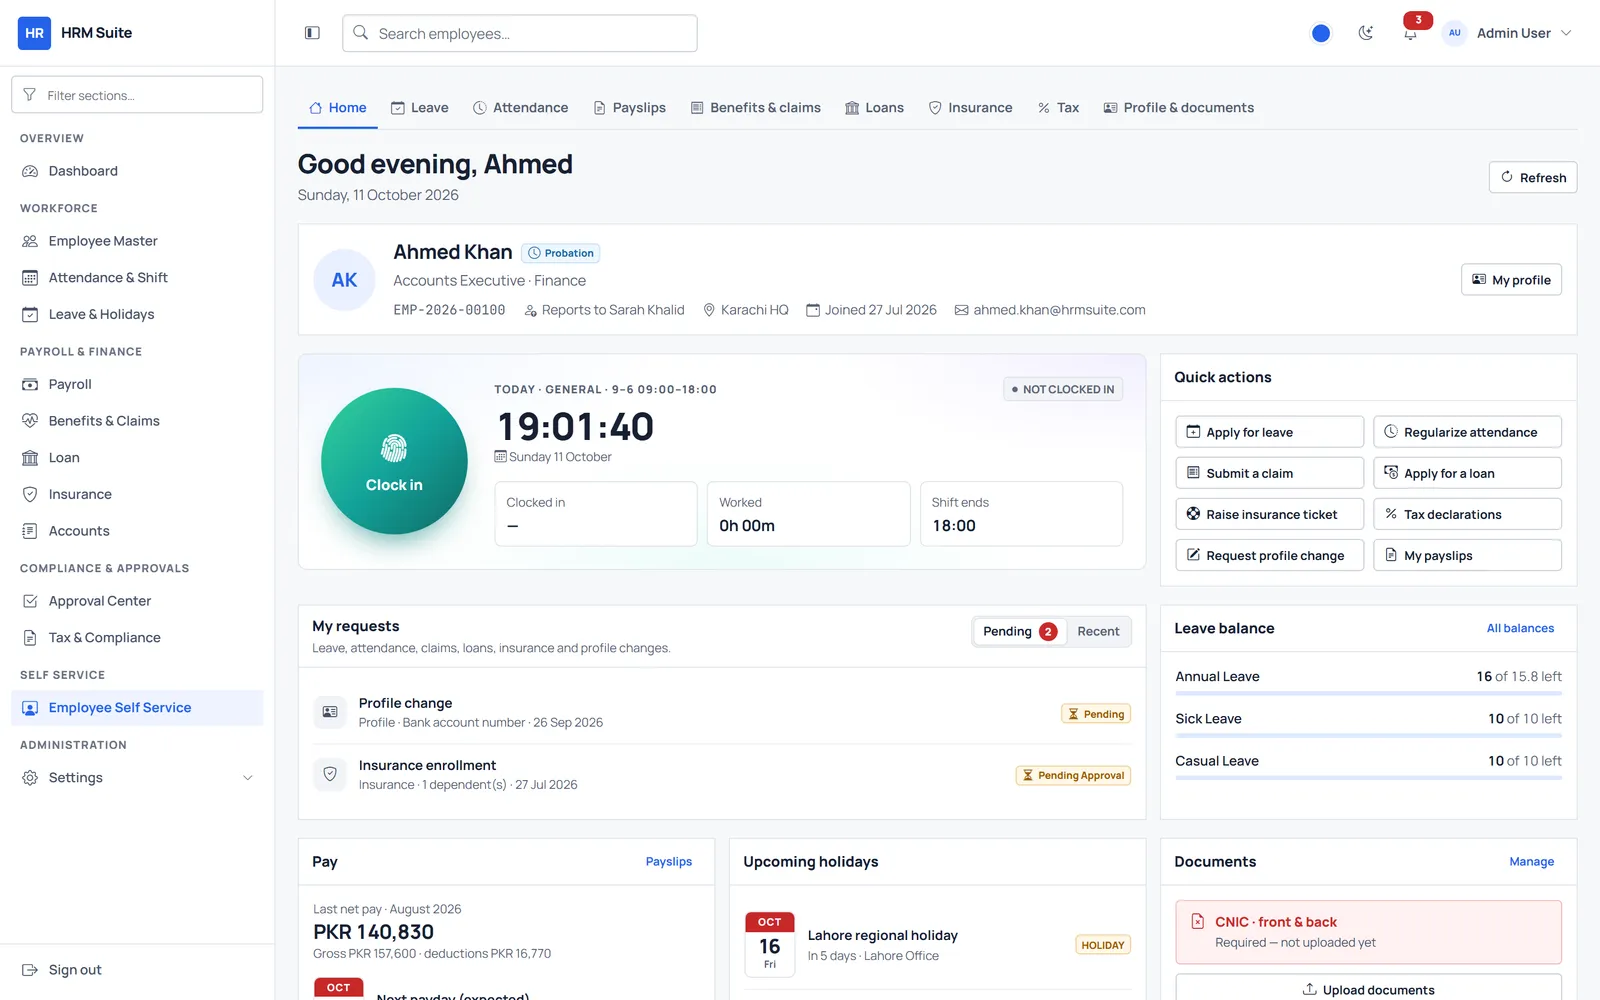 HR HRM Suite
Search employees...
3
AU Admin User
Filter sections...
OVERVIEW
Dashboard
WORKFORCE
Employee Master
Attendance & Shift
Leave & Holidays
PAYROLL & FINANCE
Payroll
Benefits & Claims
Loan
Insurance
Accounts
COMPLIANCE & APPROVALS
Approval Center
Tax & Compliance
SELF SERVICE
Employee Self Service
ADMINISTRATION
Settings
Sign out
Home Leave Attendance Payslips Benefits & claims Loans Insurance Tax Profile & documents
Good evening, Ahmed
Sunday, 11 October 2026
Refresh
AK
Ahmed Khan Probation
Accounts Executive · Finance
EMP-2026-00100 Reports to Sarah Khalid Karachi HQ Joined 27 Jul 2026 ahmed.khan@hrmsuite.com
My profile
Clock in
TODAY · GENERAL · 9–6 09:00–18:00
NOT CLOCKED IN
19:01:40
Sunday 11 October
Clocked in
—
Worked
0h 00m
Shift ends
18:00
Quick actions
Apply for leave
Regularize attendance
Submit a claim
Apply for a loan
Raise insurance ticket
Tax declarations
Request profile change
My payslips
My requests
Leave, attendance, claims, loans, insurance and profile changes.
Pending 2 Recent
Profile change
Profile · Bank account number · 26 Sep 2026
Pending
Insurance enrollment
Insurance · 1 dependent(s) · 27 Jul 2026
Pending Approval
Leave balance All balances
Annual Leave 16 of 15.8 left
Sick Leave 10 of 10 left
Casual Leave 10 of 10 left
Pay Payslips
Last net pay · August 2026
PKR 140,830
Gross PKR 157,600 · deductions PKR 16,770
OCT
Next payday (expected)
Upcoming holidays
OCT
16
Fri
Lahore regional holiday
In 5 days · Lahore Office
HOLIDAY
Documents Manage
CNIC · front & back
Required — not uploaded yet
Upload documents